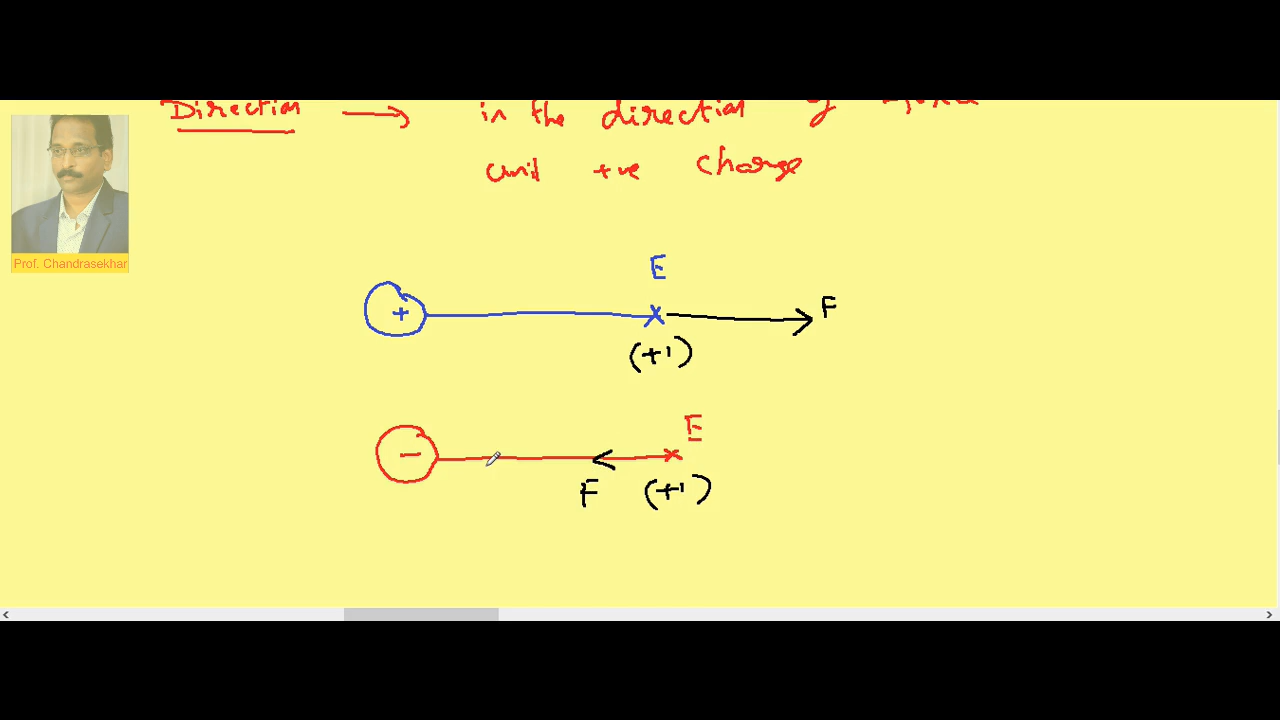 Direction → in the direction of
unit +ve charge
Prof. Chandrasekhar
E
+
F
(+1)
E
−
F (+1)